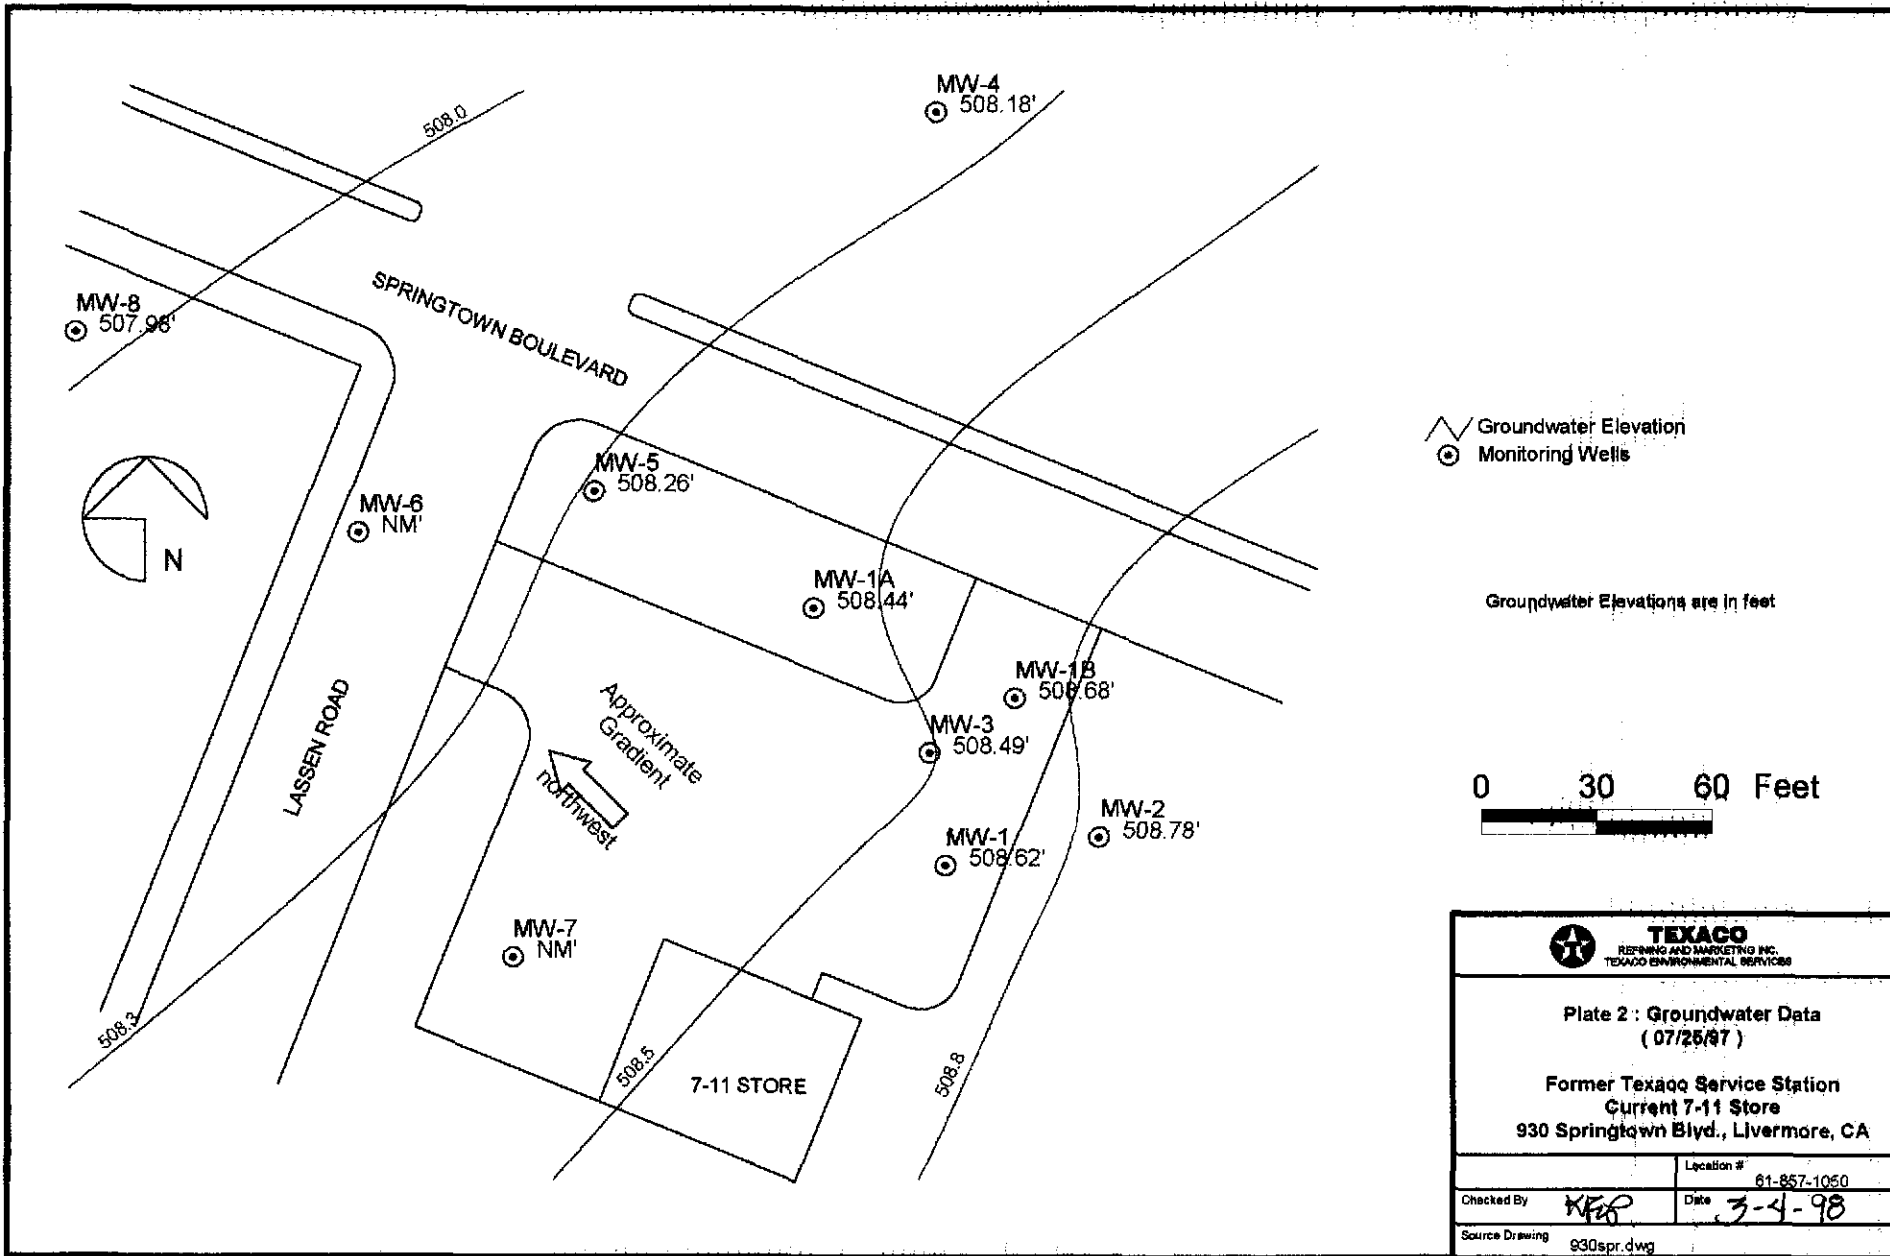 MW-4
508.18'
508.0
SPRINGTOWN BOULEVARD
MW-8
507.98'
MW-5
508.26'
MW-6
NM'
N
MW-1A
508.44'
Groundwater Elevation
Monitoring Wells
Groundwater Elevations are in feet
MW-1B
508.68'
LASSEN ROAD
Approximate
Gradient
northwest
MW-3
508.49'
MW-2
508.78'
MW-1
508.62'
0 30 60 Feet
MW-7
NM'
508.3
508.5
7-11 STORE
508.8
TEXACO
REFINING AND MARKETING INC.
TEXACO ENVIRONMENTAL SERVICES
Plate 2 : Groundwater Data
( 07/25/97 )
Former Texaco Service Station
Current 7-11 Store
930 Springtown Blvd., Livermore, CA
Location #
61-857-1050
Checked By
Date 3-4-98
Source Drawing
930spr.dwg